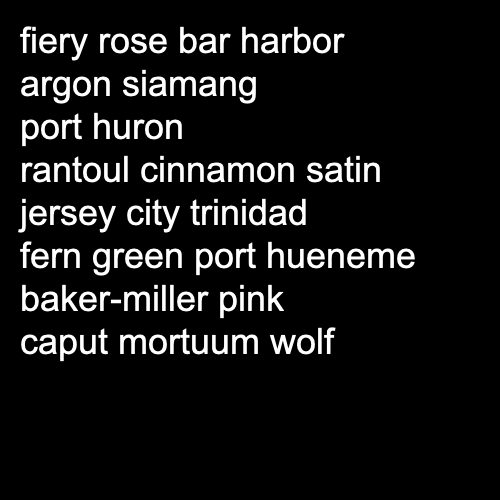 fiery rose bar harbor
argon siamang
port huron
rantoul cinnamon satin
jersey city trinidad
fern green port hueneme
baker-miller pink
caput mortuum wolf